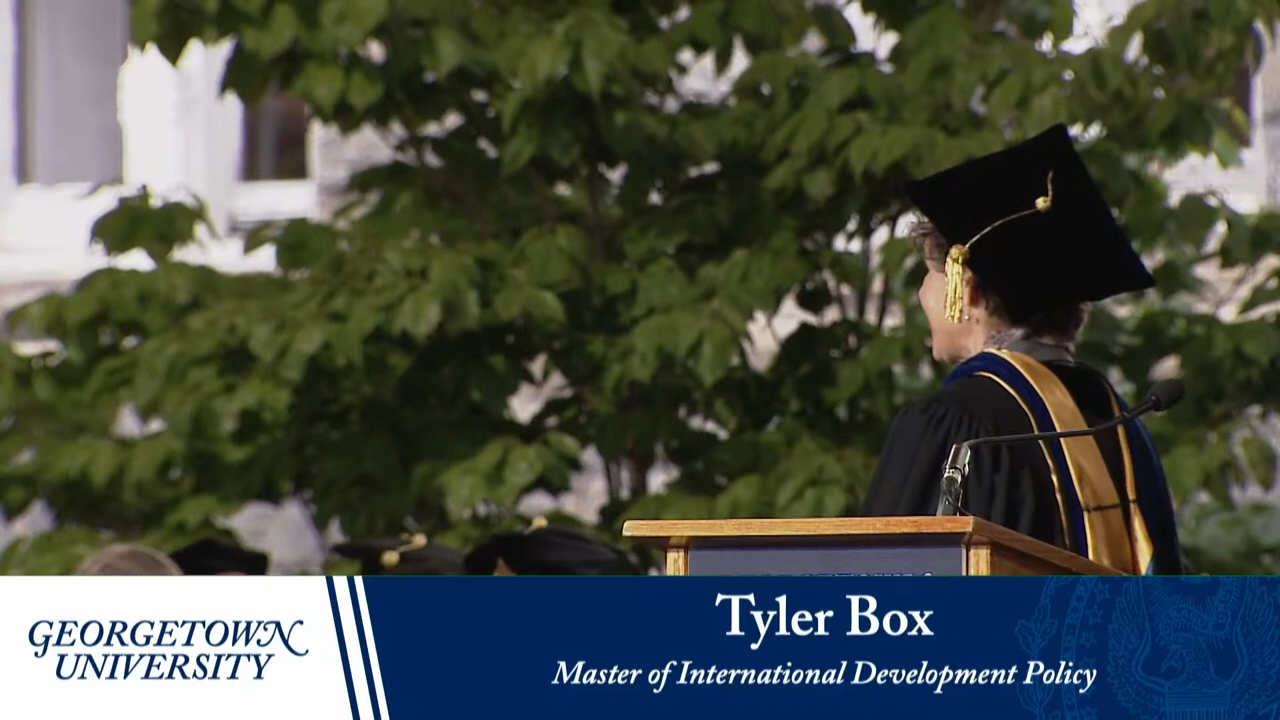 GEORGETOWN
UNIVERSITY
Tyler Box
Master of International Development Policy